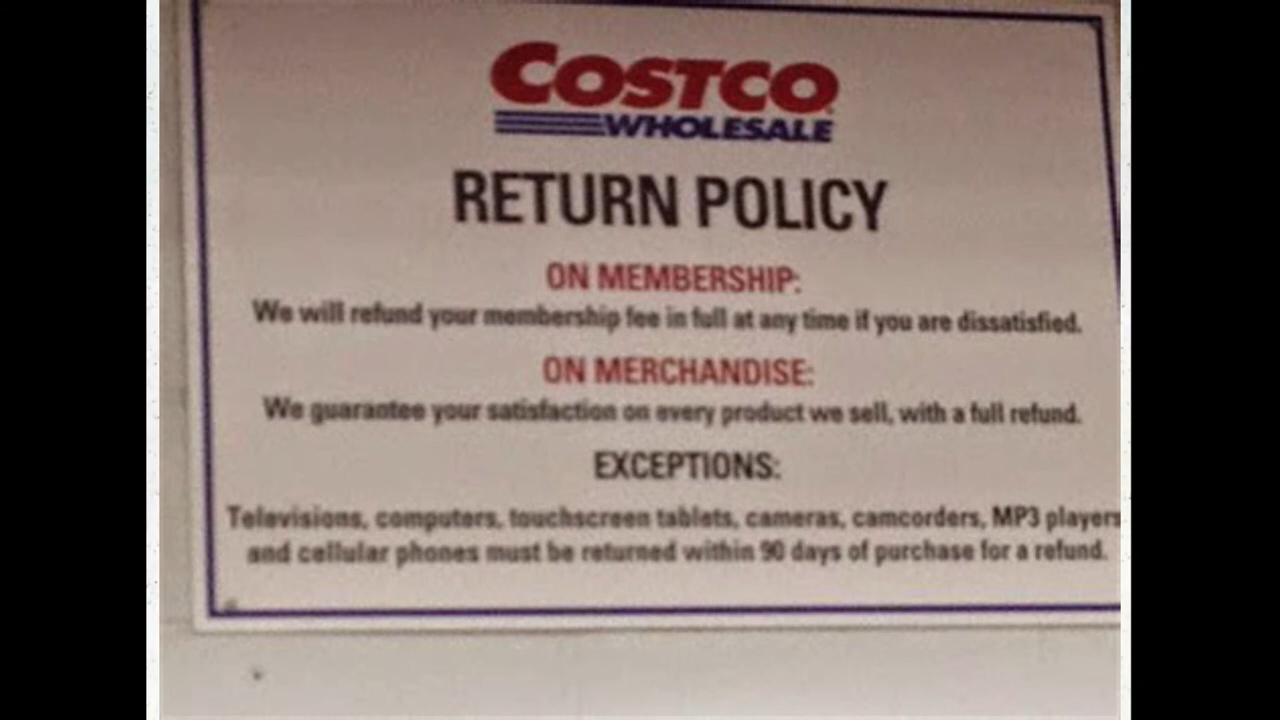 COSTCO
WHOLESALE
RETURN POLICY
ON MEMBERSHIP:
We will refund your membership fee in full at any time if you are dissatisfied.
ON MERCHANDISE:
We guarantee your satisfaction on every product we sell, with a full refund.
EXCEPTIONS:
Televisions, computers, touchscreen tablets, cameras, camcorders, MP3 players
and cellular phones must be returned within 90 days of purchase for a refund.